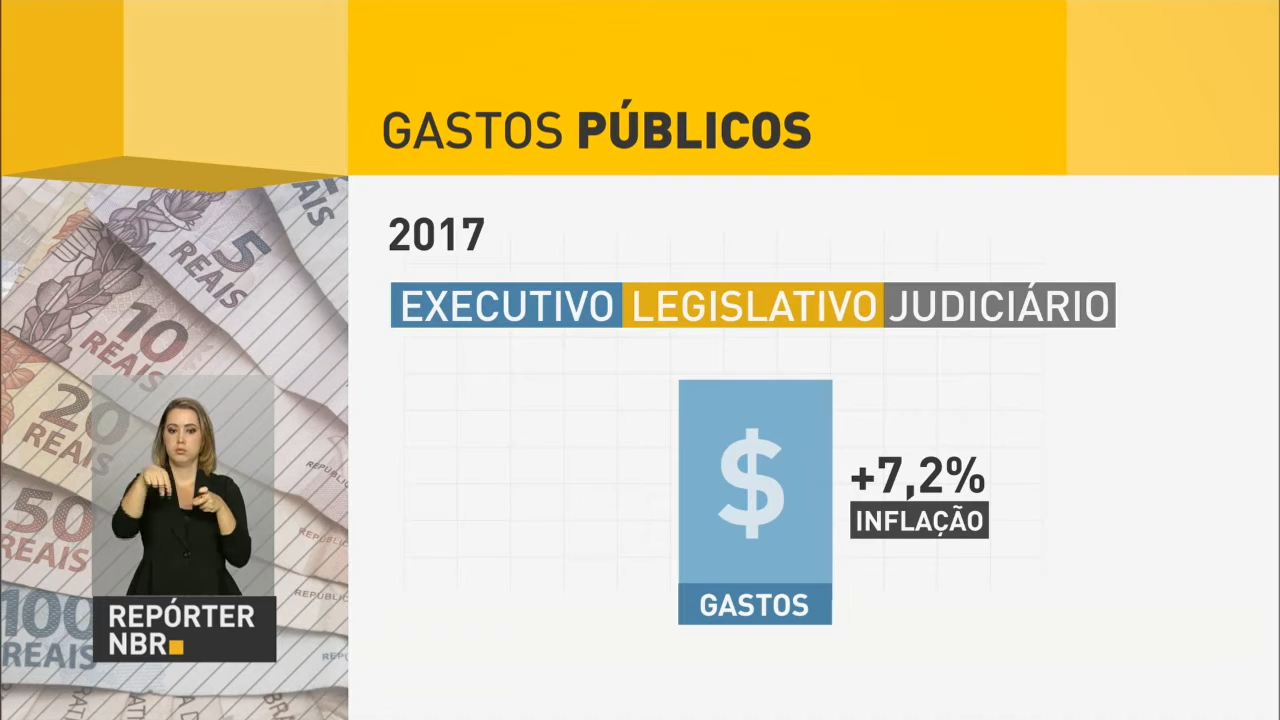 GASTOS PÚBLICOS
2017
EXECUTIVO LEGISLATIVO JUDICIÁRIO
$
+7,2%
INFLAÇÃO
GASTOS
AIS
5
REAIS
10
REAIS
20
REAIS
50
REAIS
100
REAIS
REPÓRTER
NBR